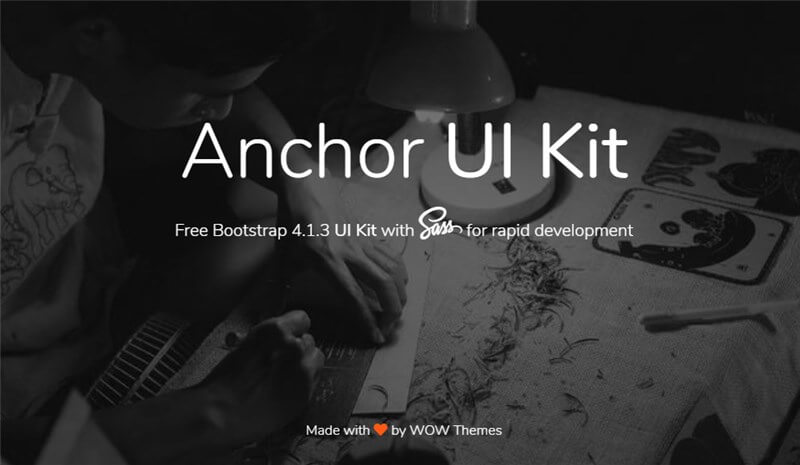 Anchor UI Kit
Free Bootstrap 4.1.3 UI Kit with Sass for rapid development
Made with ❤ by WOW Themes